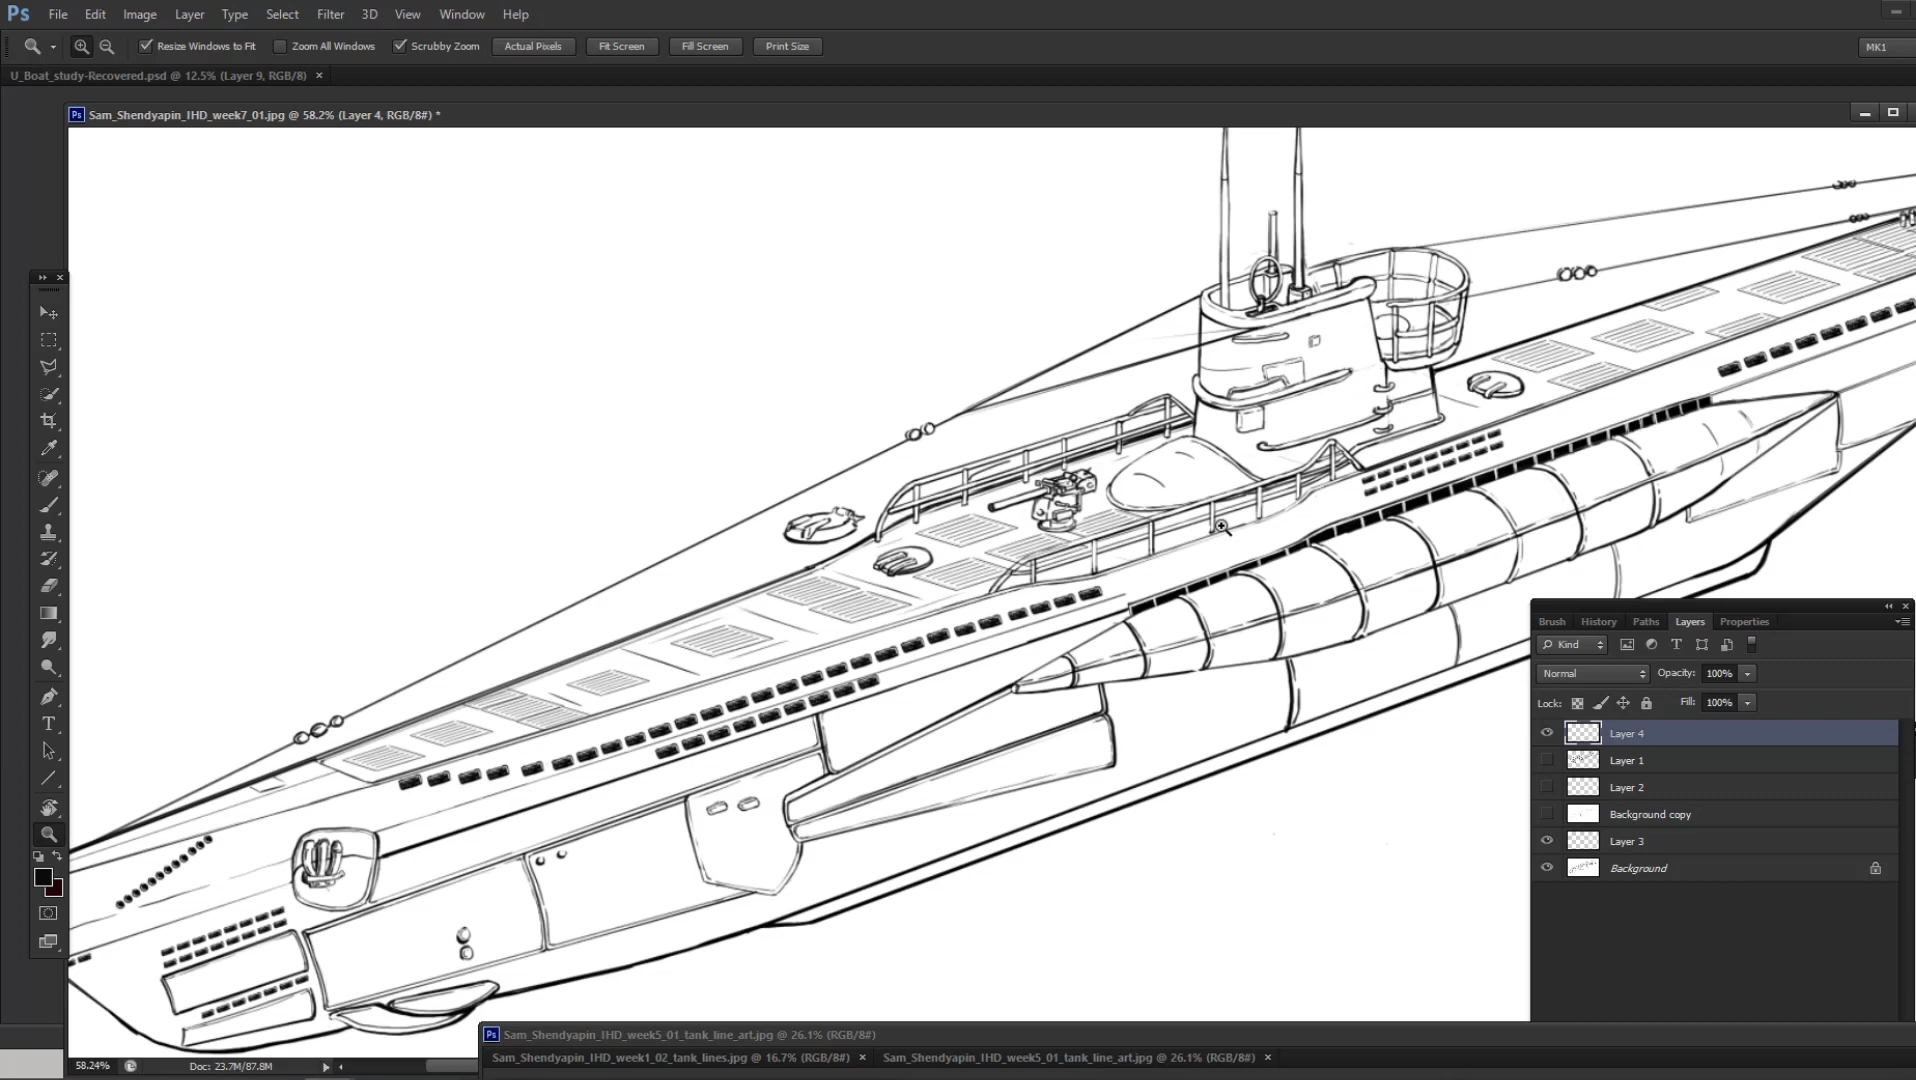 Ps File Edit Image Layer Type Select Filter 3D View Window Help
Resize Windows to Fit Zoom All Windows Scrubby Zoom Actual Pixels Fit Screen Fill Screen Print Size MK1
U_Boat_study-Recovered.psd @ 12.5% (Layer 9, RGB/8) ×
Ps Sam_Shendyapin_IHD_week7_01.jpg @ 58.2% (Layer 4, RGB/8#) *
Brush History Paths Layers Properties
Kind
Normal Opacity: 100%
Lock: Fill: 100%
Layer 4
Layer 1
Layer 2
Background copy
Layer 3
Background
Ps Sam_Shendyapin_IHD_week5_01_tank_line_art.jpg @ 26.1% (RGB/8#)
Sam_Shendyapin_IHD_week1_02_tank_lines.jpg @ 16.7% (RGB/8#) × Sam_Shendyapin_IHD_week5_01_tank_line_art.jpg @ 26.1% (RGB/8#) ×
58.24% Doc: 23.7M/87.8M